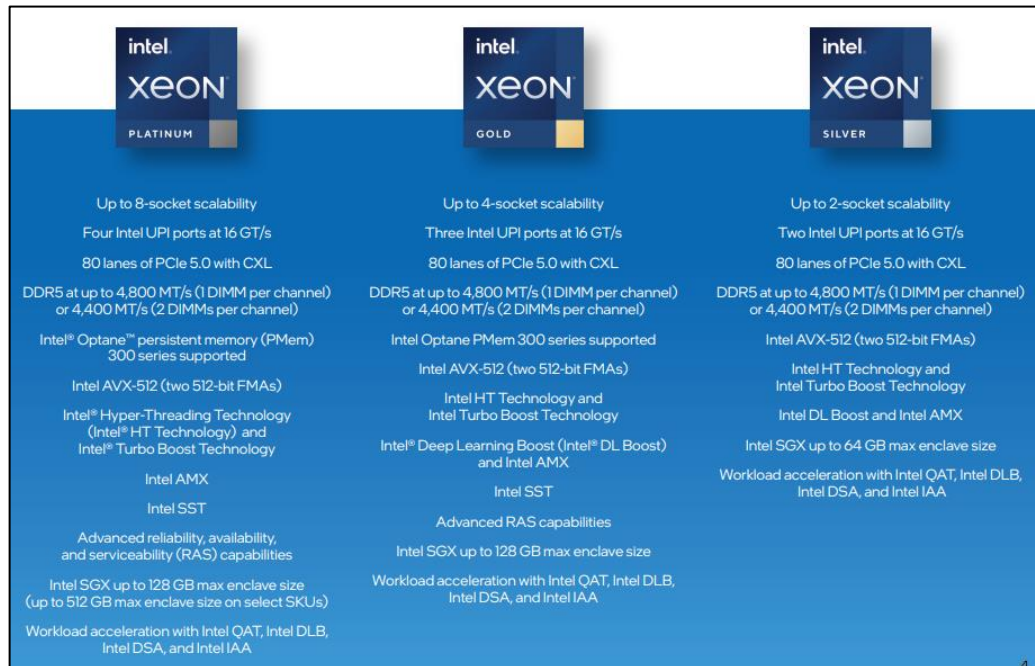 intel.
xeon
PLATINUM
Up to 8-socket scalability
Four Intel UPI ports at 16 GT/s
80 lanes of PCIe 5.0 with CXL
DDR5 at up to 4,800 MT/s (1 DIMM per channel)
or 4,400 MT/s (2 DIMMs per channel)
Intel® Optane™ persistent memory (PMem)
300 series supported
Intel AVX-512 (two 512-bit FMAs)
Intel® Hyper-Threading Technology
(Intel® HT Technology) and
Intel® Turbo Boost Technology
Intel AMX
Intel SST
Advanced reliability, availability,
and serviceability (RAS) capabilities
Intel SGX up to 128 GB max enclave size
(up to 512 GB max enclave size on select SKUs)
Workload acceleration with Intel QAT, Intel DLB,
Intel DSA, and Intel IAA
intel.
xeon
GOLD
Up to 4-socket scalability
Three Intel UPI ports at 16 GT/s
80 lanes of PCIe 5.0 with CXL
DDR5 at up to 4,800 MT/s (1 DIMM per channel)
or 4,400 MT/s (2 DIMMs per channel)
Intel Optane PMem 300 series supported
Intel AVX-512 (two 512-bit FMAs)
Intel HT Technology and
Intel Turbo Boost Technology
Intel® Deep Learning Boost (Intel® DL Boost)
and Intel AMX
Intel SST
Advanced RAS capabilities
Intel SGX up to 128 GB max enclave size
Workload acceleration with Intel QAT, Intel DLB,
Intel DSA, and Intel IAA
intel.
xeon
SILVER
Up to 2-socket scalability
Two Intel UPI ports at 16 GT/s
80 lanes of PCIe 5.0 with CXL
DDR5 at up to 4,800 MT/s (1 DIMM per channel)
or 4,400 MT/s (2 DIMMs per channel)
Intel AVX-512 (two 512-bit FMAs)
Intel HT Technology and
Intel Turbo Boost Technology
Intel DL Boost and Intel AMX
Intel SGX up to 64 GB max enclave size
Workload acceleration with Intel QAT, Intel DLB,
Intel DSA, and Intel IAA